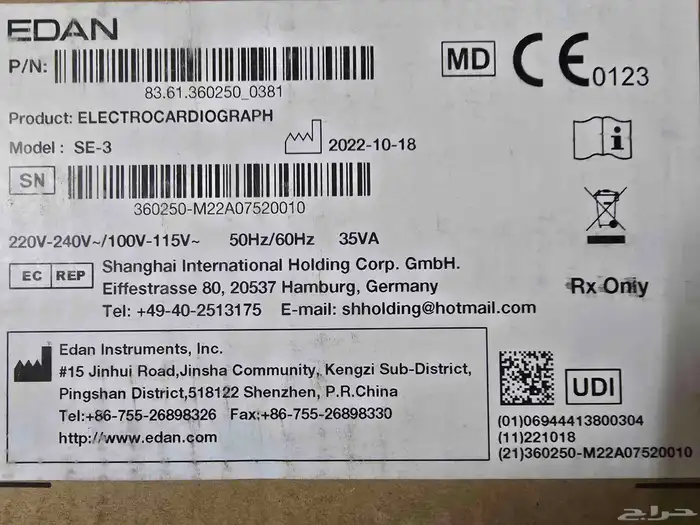 EDAN
P/N:
83.61.360250_0381
MD
CE 0123
Product: ELECTROCARDIOGRAPH
Model : SE-3
2022-10-18
SN
360250-M22A07520010
220V-240V~/100V-115V~ 50Hz/60Hz 35VA
EC REP
Shanghai International Holding Corp. GmbH.
Eiffestrasse 80, 20537 Hamburg, Germany
Tel: +49-40-2513175 E-mail: shholding@hotmail.com
Rx Only
Edan Instruments, Inc.
#15 Jinhui Road,Jinsha Community, Kengzi Sub-District,
Pingshan District,518122 Shenzhen, P.R.China
Tel:+86-755-26898326 Fax:+86-755-26898330
http://www.edan.com
UDI
(01)06944413800304
(11)221018
(21)360250-M22A07520010
حراج